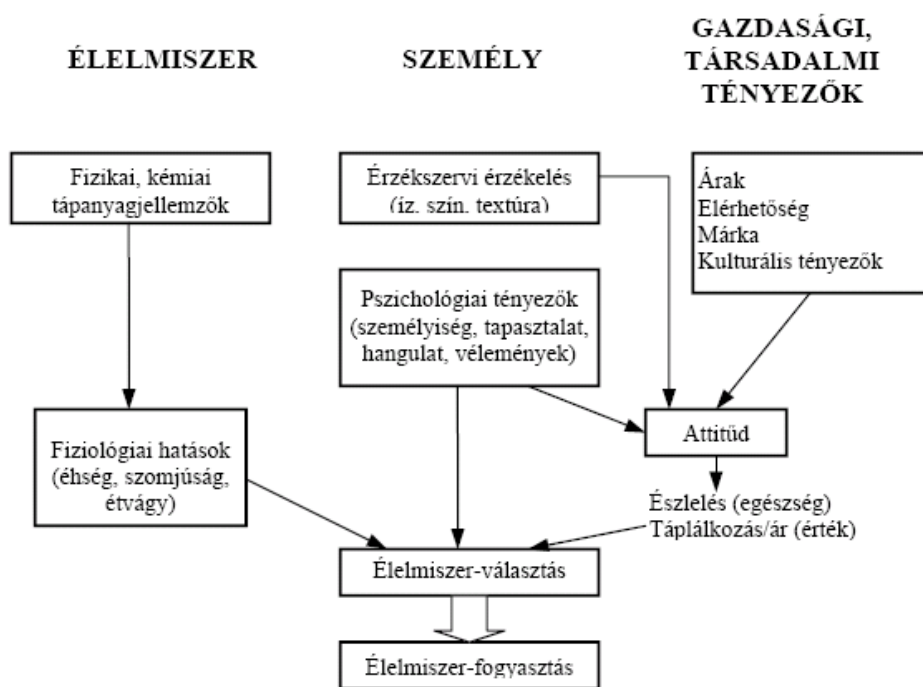 ÉLELMISZER
SZEMÉLY
GAZDASÁGI,
TÁRSADALMI
TÉNYEZŐK
Fizikai, kémiai
tápanyagjellemzők
Érzékszervi érzékelés
(íz. szín. textúra)
Árak
Elérhetőség
Márka
Kulturális tényezők
Pszichológiai tényezők
(személyiség, tapasztalat,
hangulat, vélemények)
Fiziológiai hatások
(éhség, szomjúság,
étvágy)
Attitűd
Észlelés (egészség)
Táplálkozás/ár (érték)
Élelmiszer-választás
Élelmiszer-fogyasztás